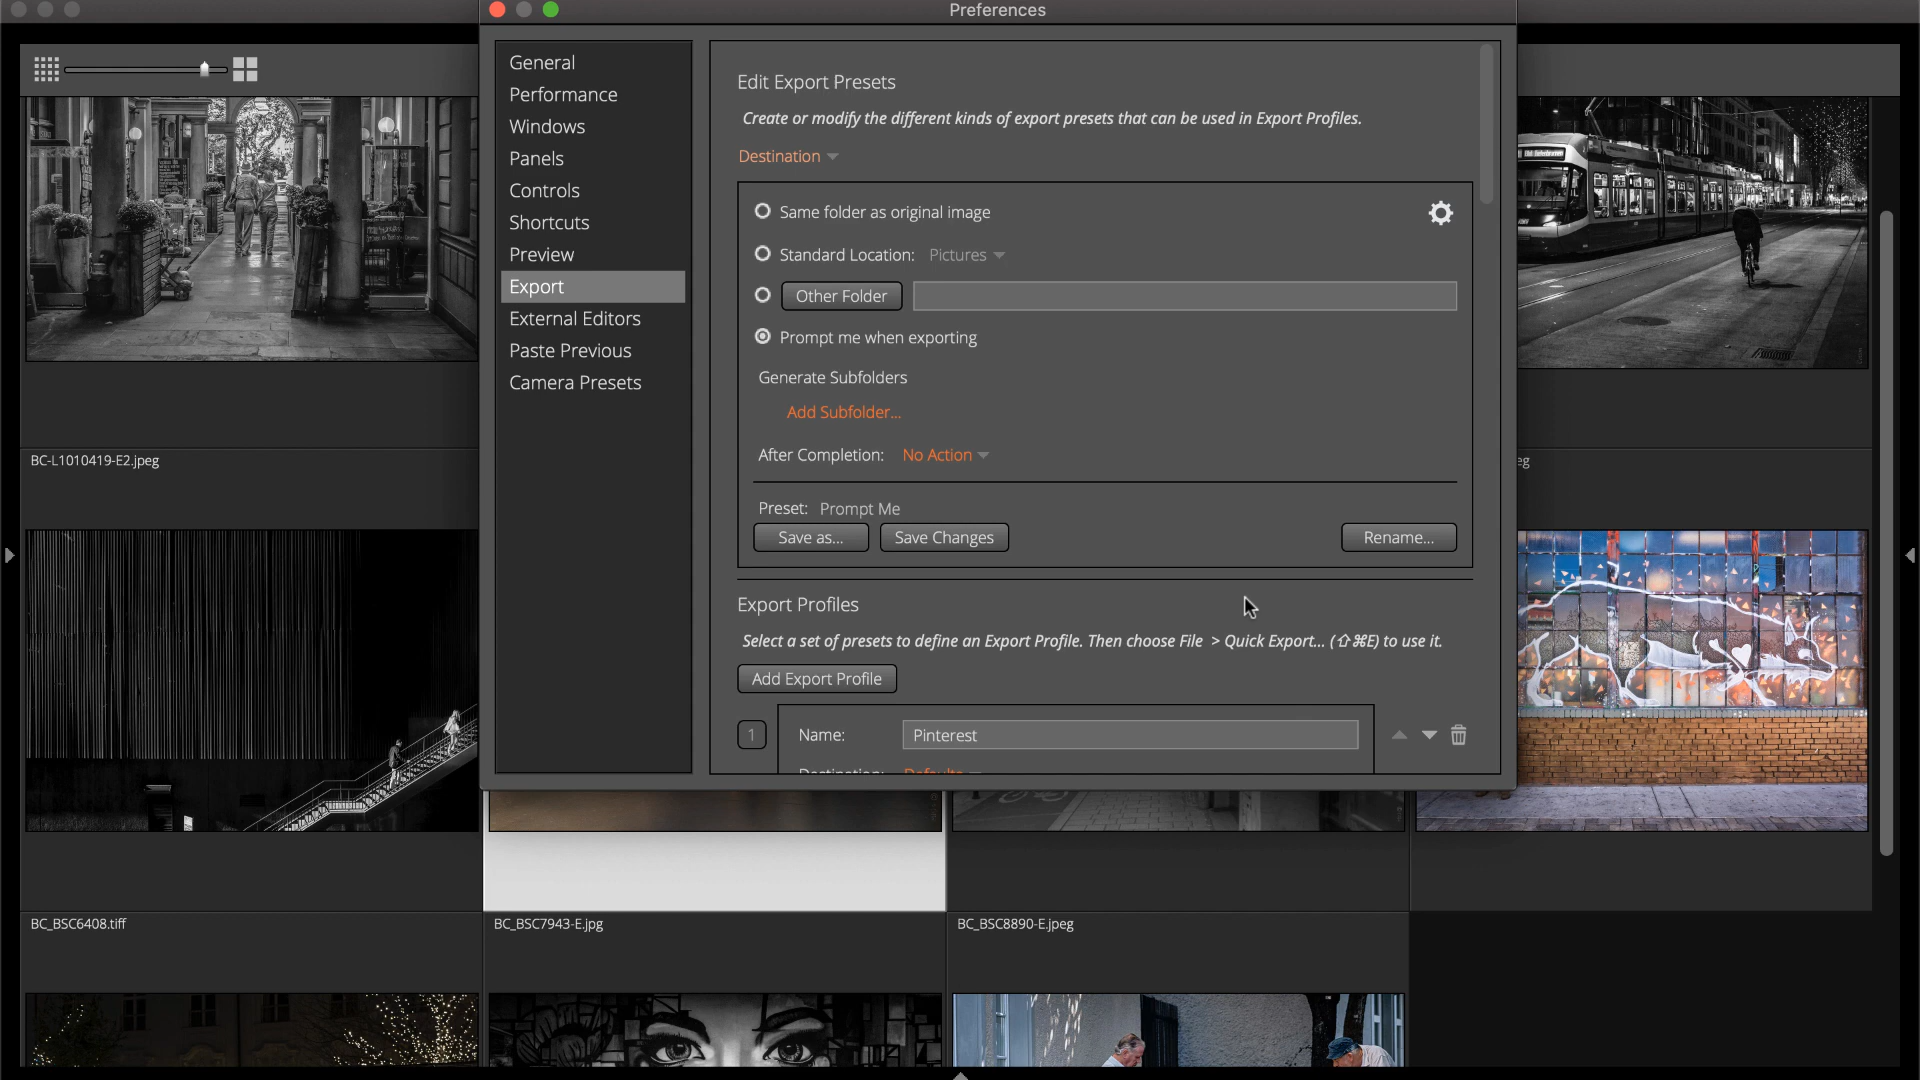 Preferences
General
Performance
Windows
Panels
Controls
Shortcuts
Preview
Export
External Editors
Paste Previous
Camera Presets
Edit Export Presets
Create or modify the different kinds of export presets that can be used in Export Profiles.
Destination
Same folder as original image
Standard Location: Pictures
Other Folder
Prompt me when exporting
Generate Subfolders
Add Subfolder...
After Completion: No Action
Preset: Prompt Me
Save as... Save Changes Rename...
Export Profiles
Select a set of presets to define an Export Profile. Then choose File > Quick Export... (⇧⌘E) to use it.
Add Export Profile
1 Name: Pinterest
Destination: Defaults
BC-L1010419-E2.jpeg
eg
BC_BSC6408.tiff
BC_BSC7943-E.jpg
BC_BSC8890-E.jpeg